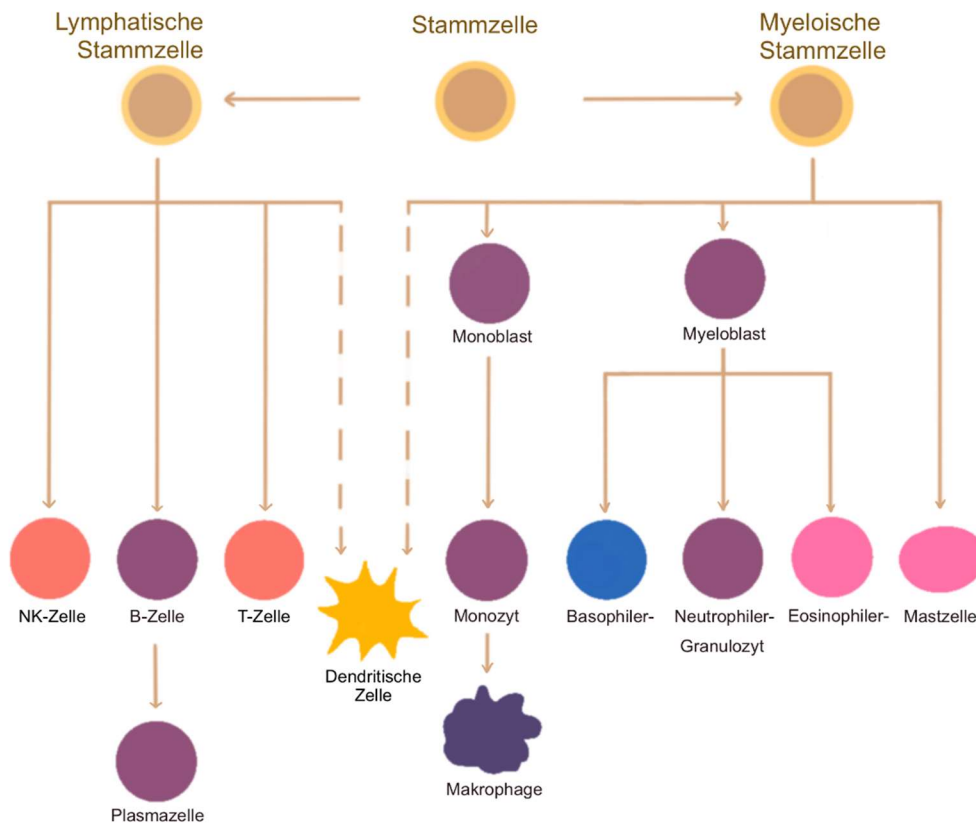 Lymphatische
Stammzelle
Stammzelle
Myeloische
Stammzelle
Monoblast
Myeloblast
NK-Zelle
B-Zelle
T-Zelle
Dendritische
Zelle
Monozyt
Basophiler-
Neutrophiler-
Granulozyt
Eosinophiler-
Mastzelle
Plasmazelle
Makrophage